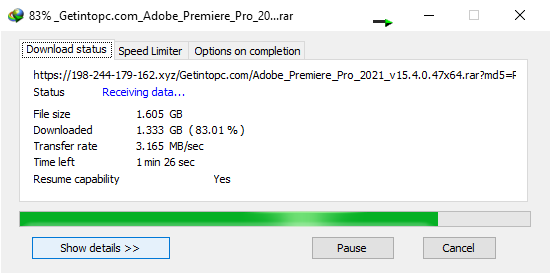 83% _Getintopc.com_Adobe_Premiere_Pro_20...rar
Download status Speed Limiter Options on completion
https://198-244-179-162.xyz/Getintopc.com/Adobe_Premiere_Pro_2021_v15.4.0.47x64.rar?md5=F
Status Receiving data...
File size 1.605 GB
Downloaded 1.333 GB ( 83.01 % )
Transfer rate 3.165 MB/sec
Time left 1 min 26 sec
Resume capability Yes
Show details >> Pause Cancel